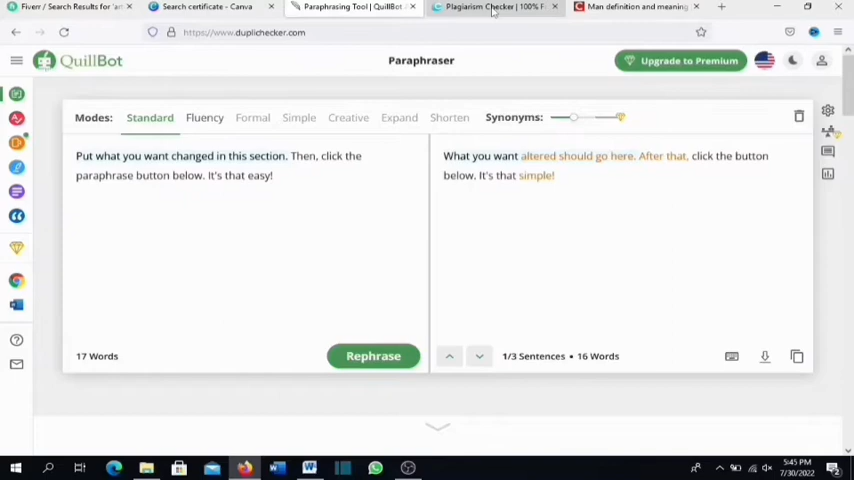 Fiverr / Search Results for 'art
Search certificate - Canva
Paraphrasing Tool | QuillBot A
Plagiarism Checker | 100% F
Man definition and meaning
https://www.duplichecker.com
QuillBot
Paraphraser
Upgrade to Premium
Modes: Standard Fluency Formal Simple Creative Expand Shorten Synonyms:
Put what you want changed in this section. Then, click the
paraphrase button below. It's that easy!
What you want altered should go here. After that, click the button
below. It's that simple!
17 Words
Rephrase
1/3 Sentences • 16 Words
5:45 PM
7/30/2022